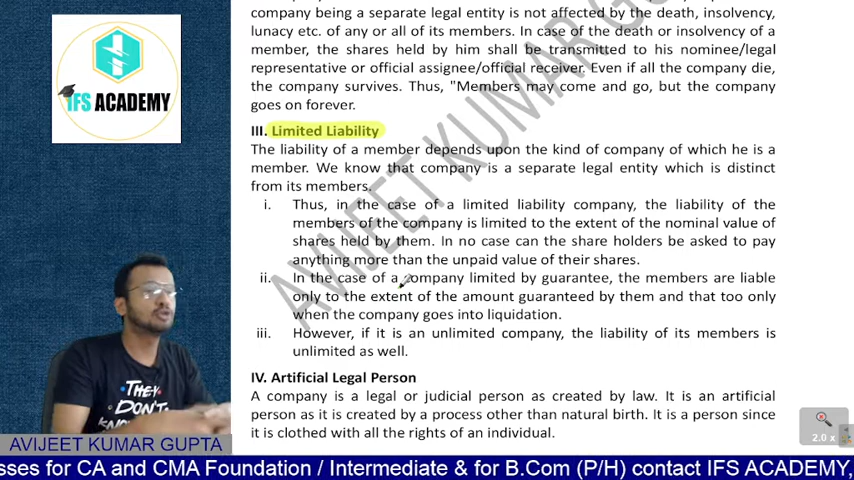 company being a separate legal entity is not affected by the death, insolvency,
lunacy etc. of any or all of its members. In case of the death or insolvency of a
member, the shares held by him shall be transmitted to his nominee/legal
representative or official assignee/official receiver. Even if all the company die,
the company survives. Thus, "Members may come and go, but the company
goes on forever.
III. Limited Liability
The liability of a member depends upon the kind of company of which he is a
member. We know that company is a separate legal entity which is distinct
from its members.
i. Thus, in the case of a limited liability company, the liability of the
members of the company is limited to the extent of the nominal value of
shares held by them. In no case can the share holders be asked to pay
anything more than the unpaid value of their shares.
ii. In the case of a company limited by guarantee, the members are liable
only to the extent of the amount guaranteed by them and that too only
when the company goes into liquidation.
iii. However, if it is an unlimited company, the liability of its members is
unlimited as well.
IV. Artificial Legal Person
A company is a legal or judicial person as created by law. It is an artificial
person as it is created by a process other than natural birth. It is a person since
it is clothed with all the rights of an individual.
IFS ACADEMY
AVIJEET KUMAR GU
THEY
DON'T
KNOW
AVIJEET KUMAR GUPTA
2.0 x
sses for CA and CMA Foundation / Intermediate & for B.Com (P/H) contact IFS ACADEMY,